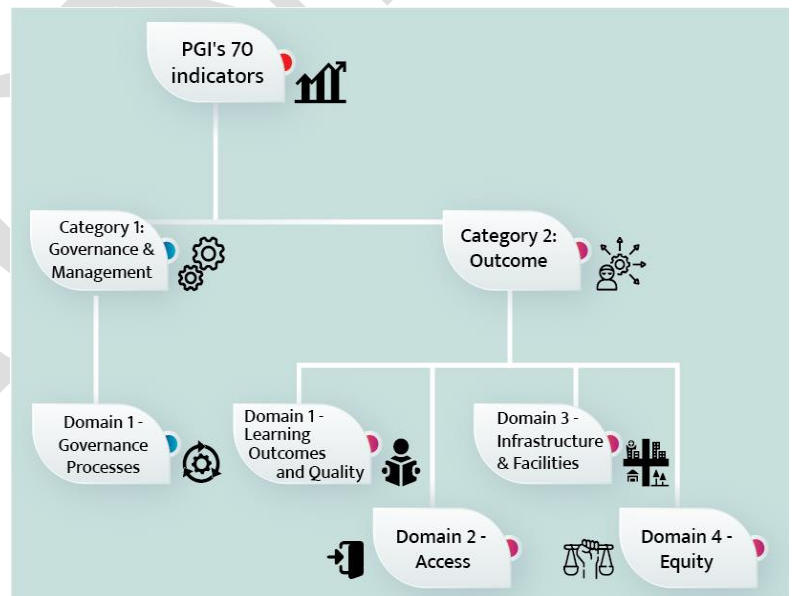 PGI's 70
indicators
Category 1:
Governance &
Management
Category 2:
Outcome
Domain 1 -
Governance
Processes
Domain 1 -
Learning
Outcomes
and Quality
Domain 3 -
Infrastructure
& Facilities
Domain 2 -
Access
Domain 4 -
Equity